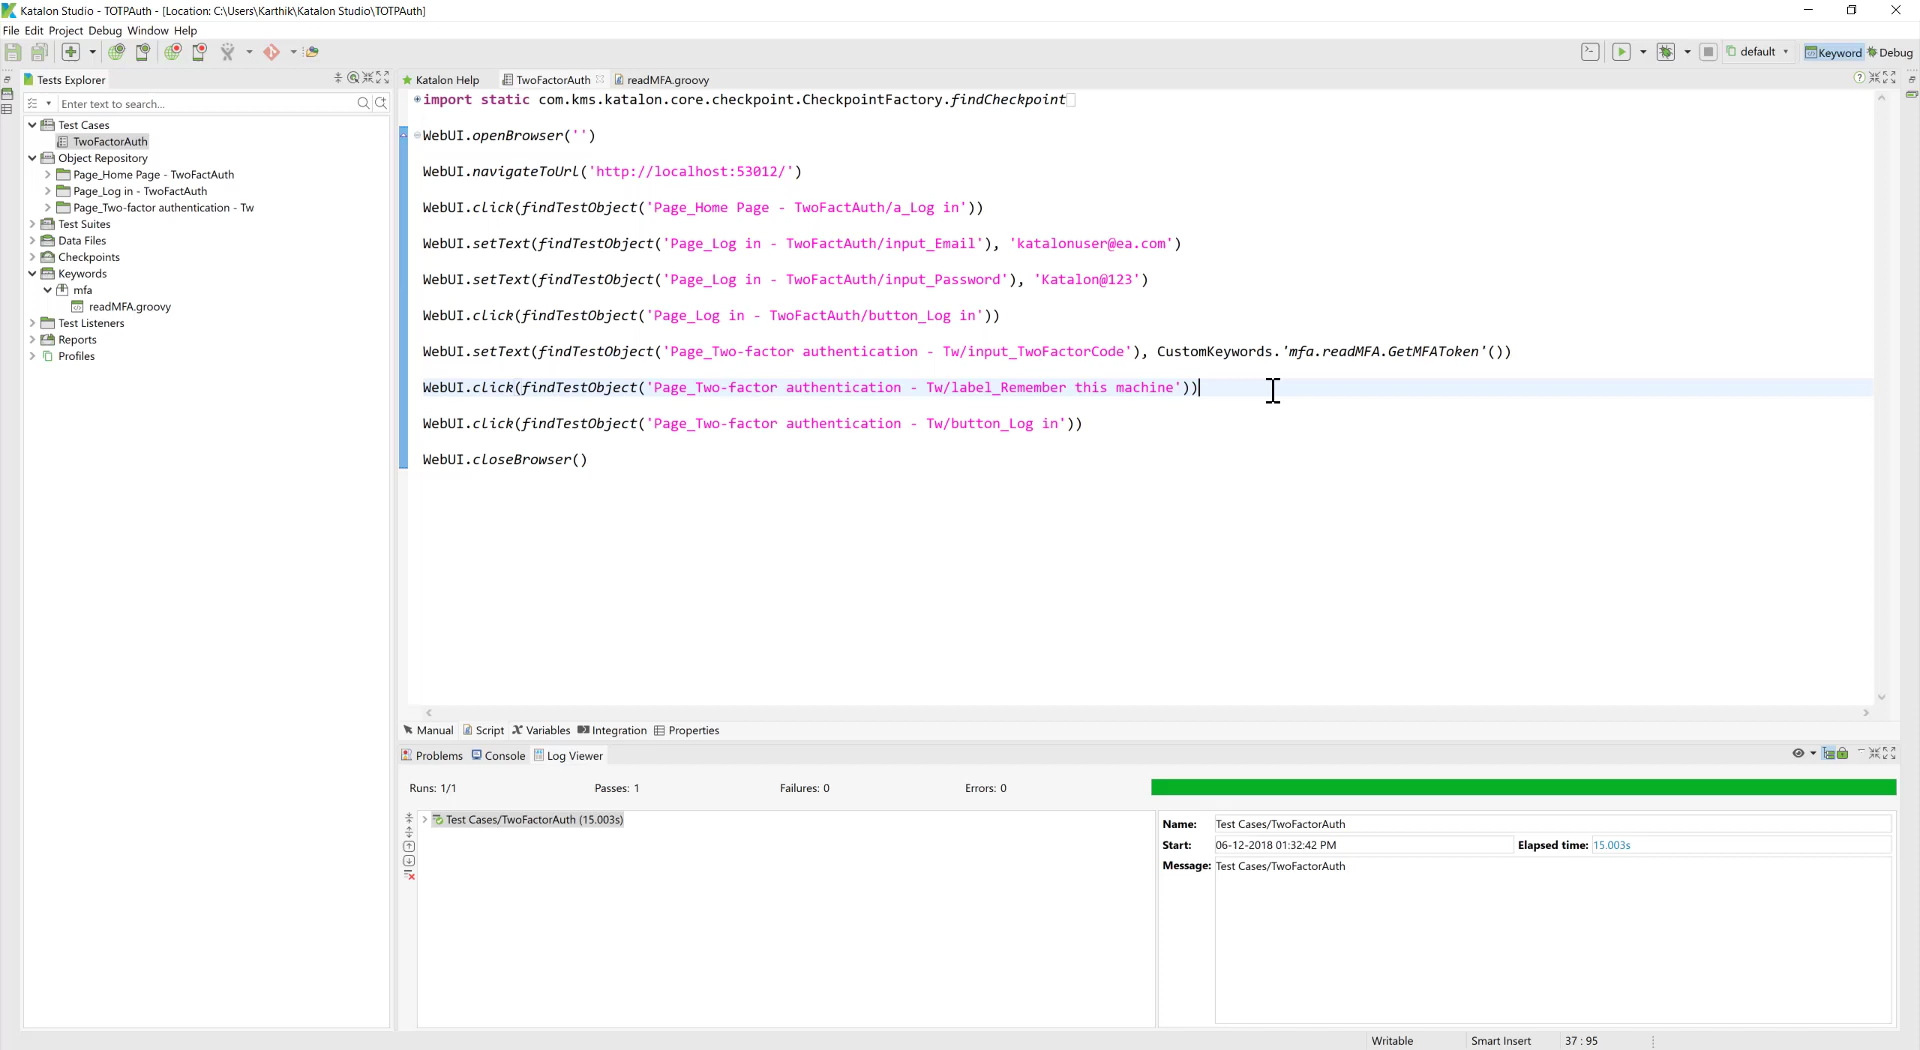 Katalon Studio - TOTPAuth - [Location: C:\Users\Karthik\Katalon Studio\TOTPAuth]
File Edit Project Debug Window Help
default
Keyword
Debug
Tests Explorer
Enter text to search...
Test Cases
TwoFactorAuth
Object Repository
Page_Home Page - TwoFactAuth
Page_Log in - TwoFactAuth
Page_Two-factor authentication - Tw
Test Suites
Data Files
Checkpoints
Keywords
mfa
readMFA.groovy
Test Listeners
Reports
Profiles
Katalon Help
TwoFactorAuth
readMFA.groovy
import static com.kms.katalon.core.checkpoint.CheckpointFactory.findCheckpoint
WebUI.openBrowser('')
WebUI.navigateToUrl('http://localhost:53012/')
WebUI.click(findTestObject('Page_Home Page - TwoFactAuth/a_Log in'))
WebUI.setText(findTestObject('Page_Log in - TwoFactAuth/input_Email'), 'katalonuser@ea.com')
WebUI.setText(findTestObject('Page_Log in - TwoFactAuth/input_Password'), 'Katalon@123')
WebUI.click(findTestObject('Page_Log in - TwoFactAuth/button_Log in'))
WebUI.setText(findTestObject('Page_Two-factor authentication - Tw/input_TwoFactorCode'), CustomKeywords.'mfa.readMFA.GetMFAToken'())
WebUI.click(findTestObject('Page_Two-factor authentication - Tw/label_Remember this machine'))
WebUI.click(findTestObject('Page_Two-factor authentication - Tw/button_Log in'))
WebUI.closeBrowser()
Manual Script Variables Integration Properties
Problems Console Log Viewer
Runs: 1/1 Passes: 1 Failures: 0 Errors: 0
Test Cases/TwoFactorAuth (15.003s)
Name: Test Cases/TwoFactorAuth
Start: 06-12-2018 01:32:42 PM Elapsed time: 15.003s
Message: Test Cases/TwoFactorAuth
Writable Smart Insert 37 : 95